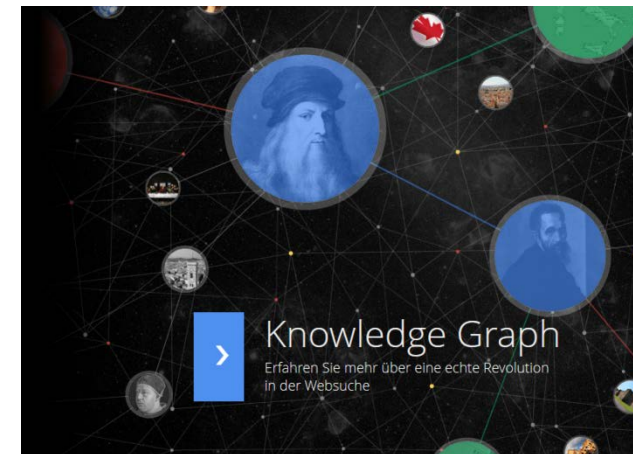 Knowledge Graph
Erfahren Sie mehr über eine echte Revolution
in der Websuche